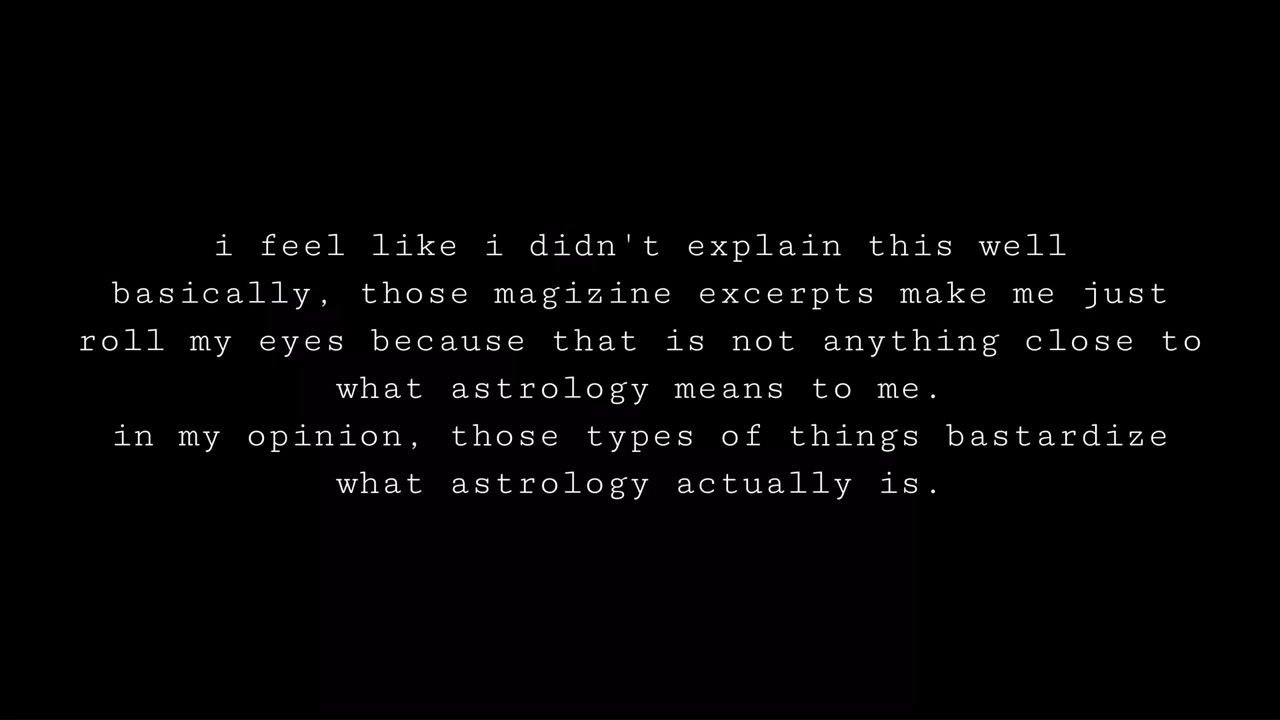 i feel like i didn't explain this well
basically, those magizine excerpts make me just
roll my eyes because that is not anything close to
what astrology means to me.
in my opinion, those types of things bastardize
what astrology actually is.